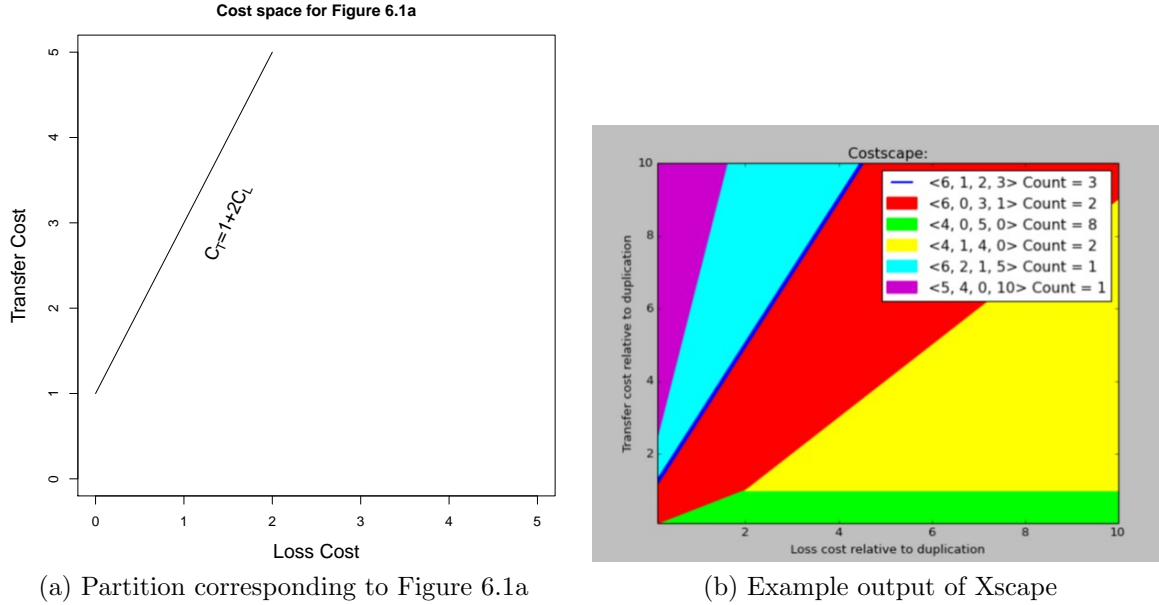 Cost space for Figure 6.1a
Transfer Cost
5
4
3
2
1
0
C_T=1+2C_L
0 1 2 3 4 5
Loss Cost
(a) Partition corresponding to Figure 6.1a
Costscape:
Transfer cost relative to duplication
10
8
6
4
2
<6, 1, 2, 3> Count = 3
<6, 0, 3, 1> Count = 2
<4, 0, 5, 0> Count = 8
<4, 1, 4, 0> Count = 2
<6, 2, 1, 5> Count = 1
<5, 4, 0, 10> Count = 1
2 4 6 8 10
Loss cost relative to duplication
(b) Example output of Xscape